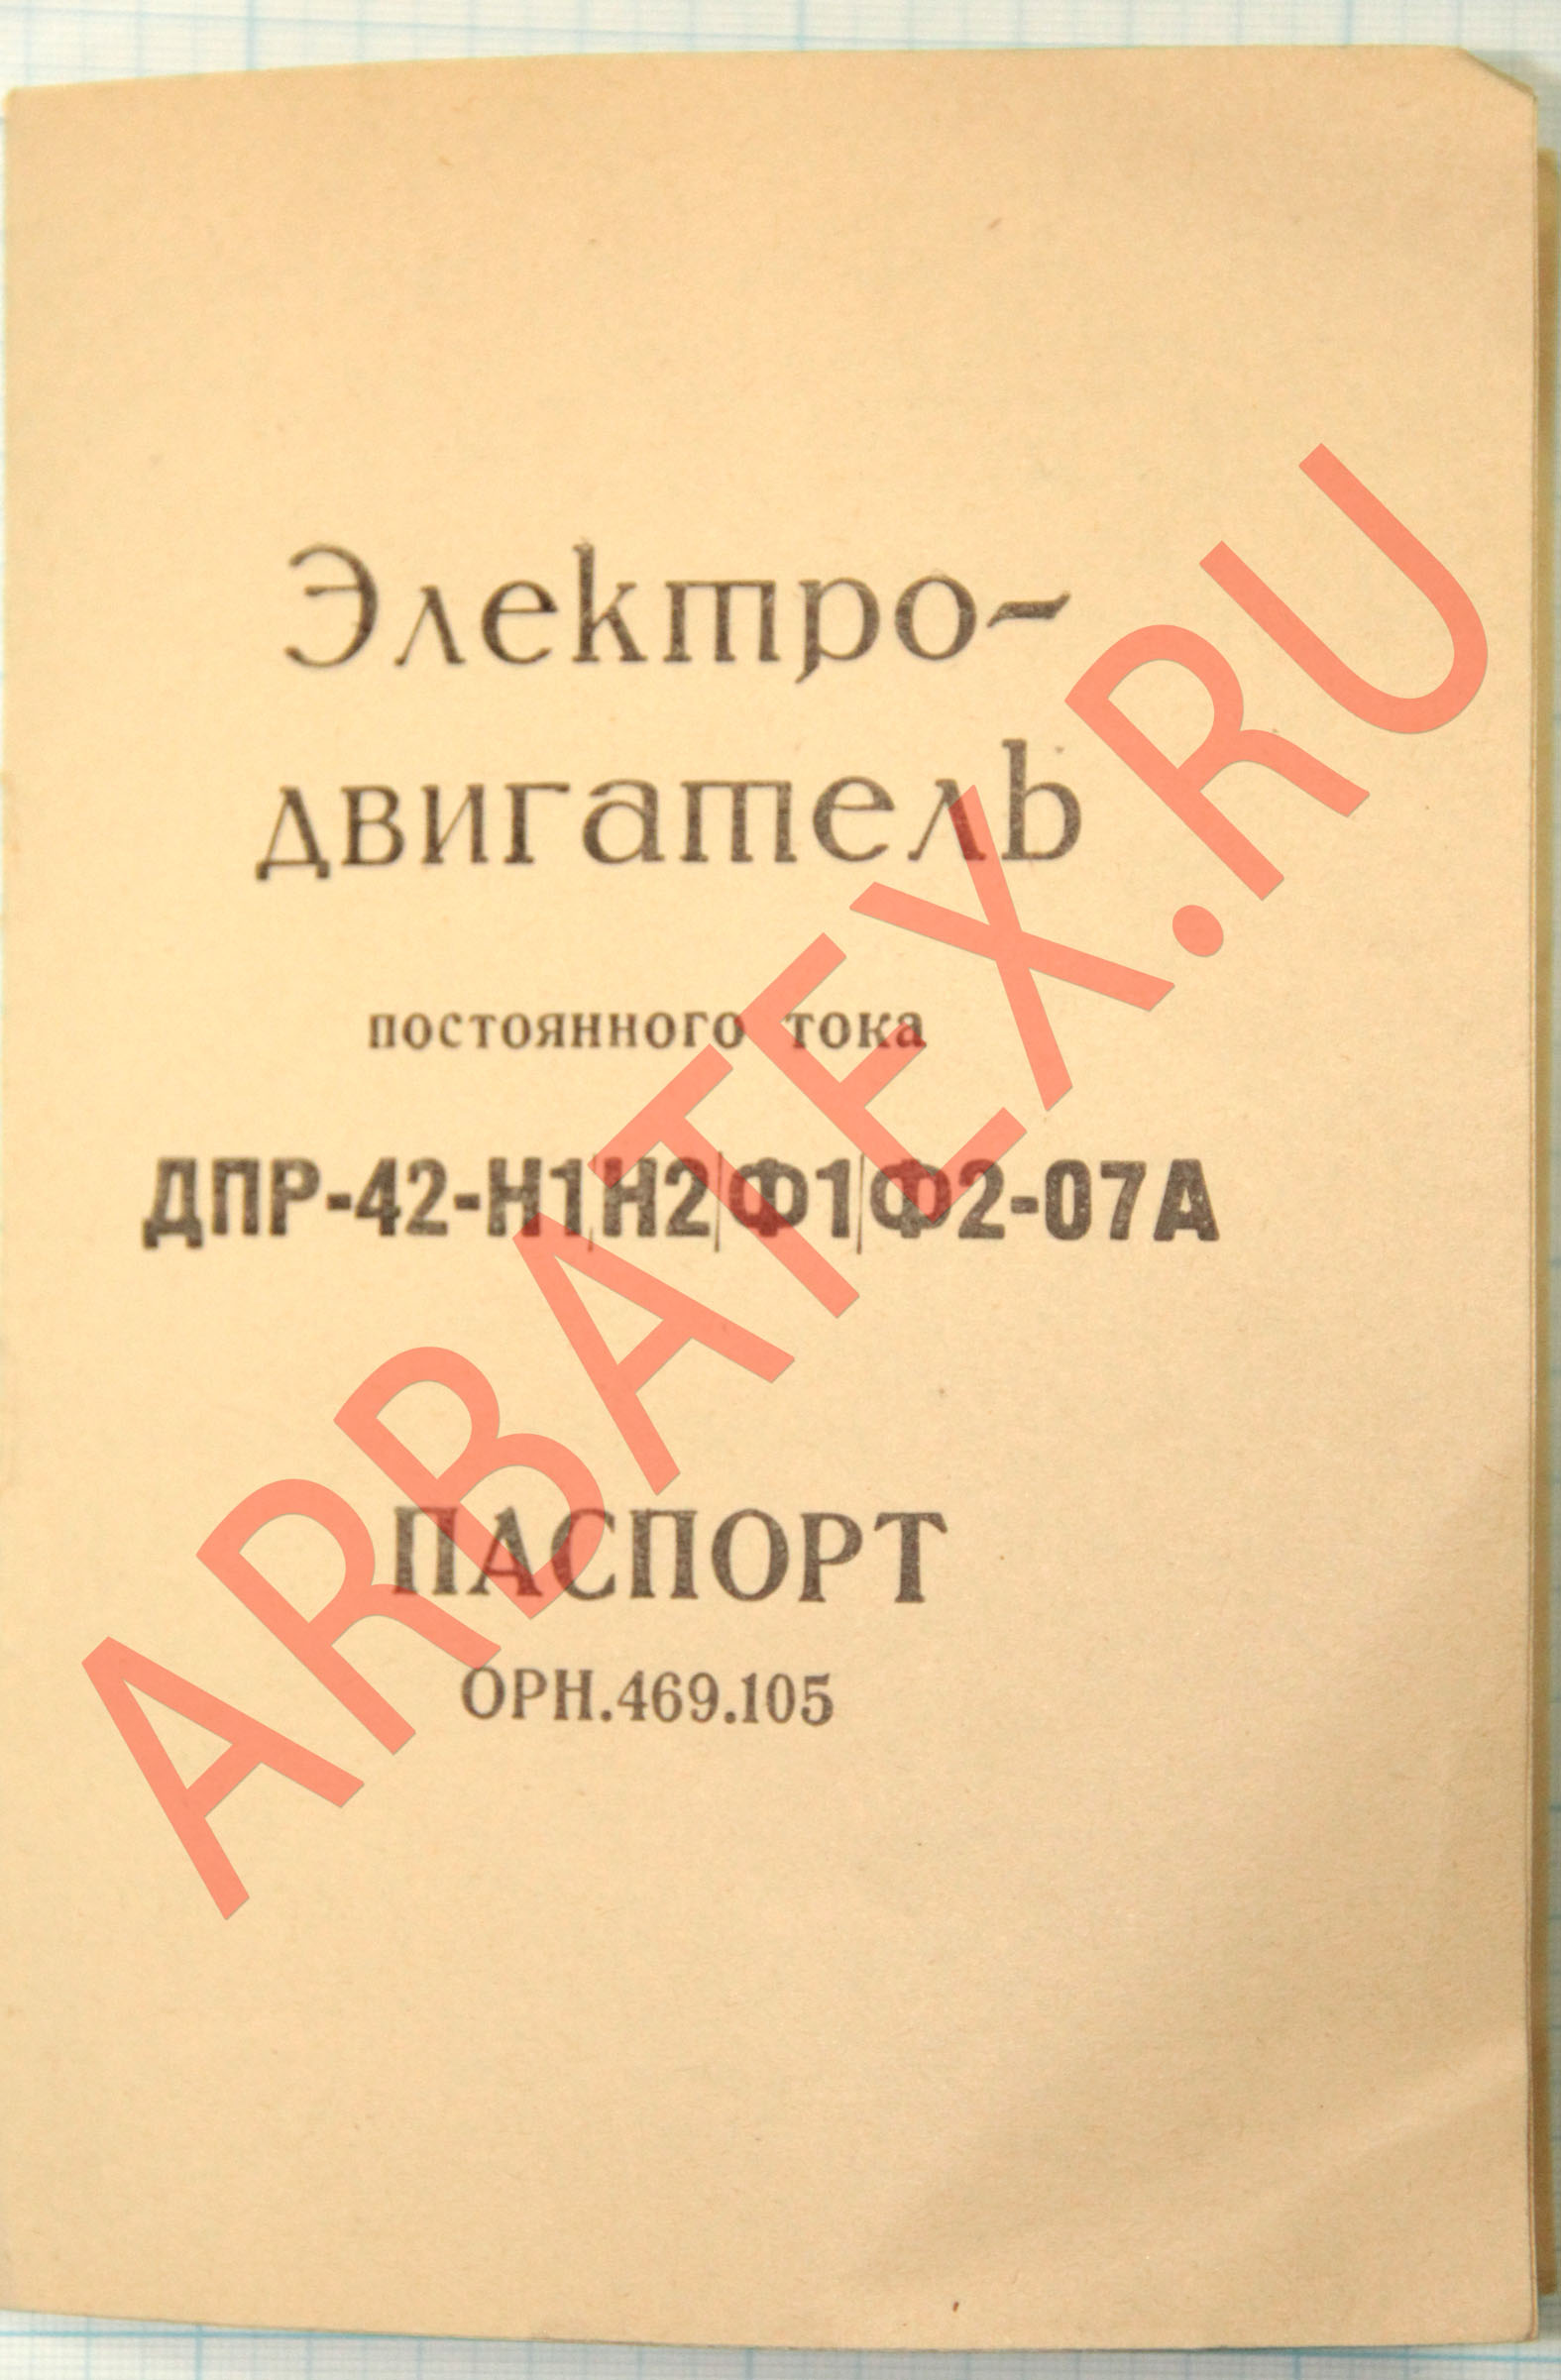 Электро-
двигатель
постоянного тока
ДПР-42-Н1,Н2|Ф1|Ф2-07А
ПАСПОРТ
ОРН.469.105
ARBATEX.RU